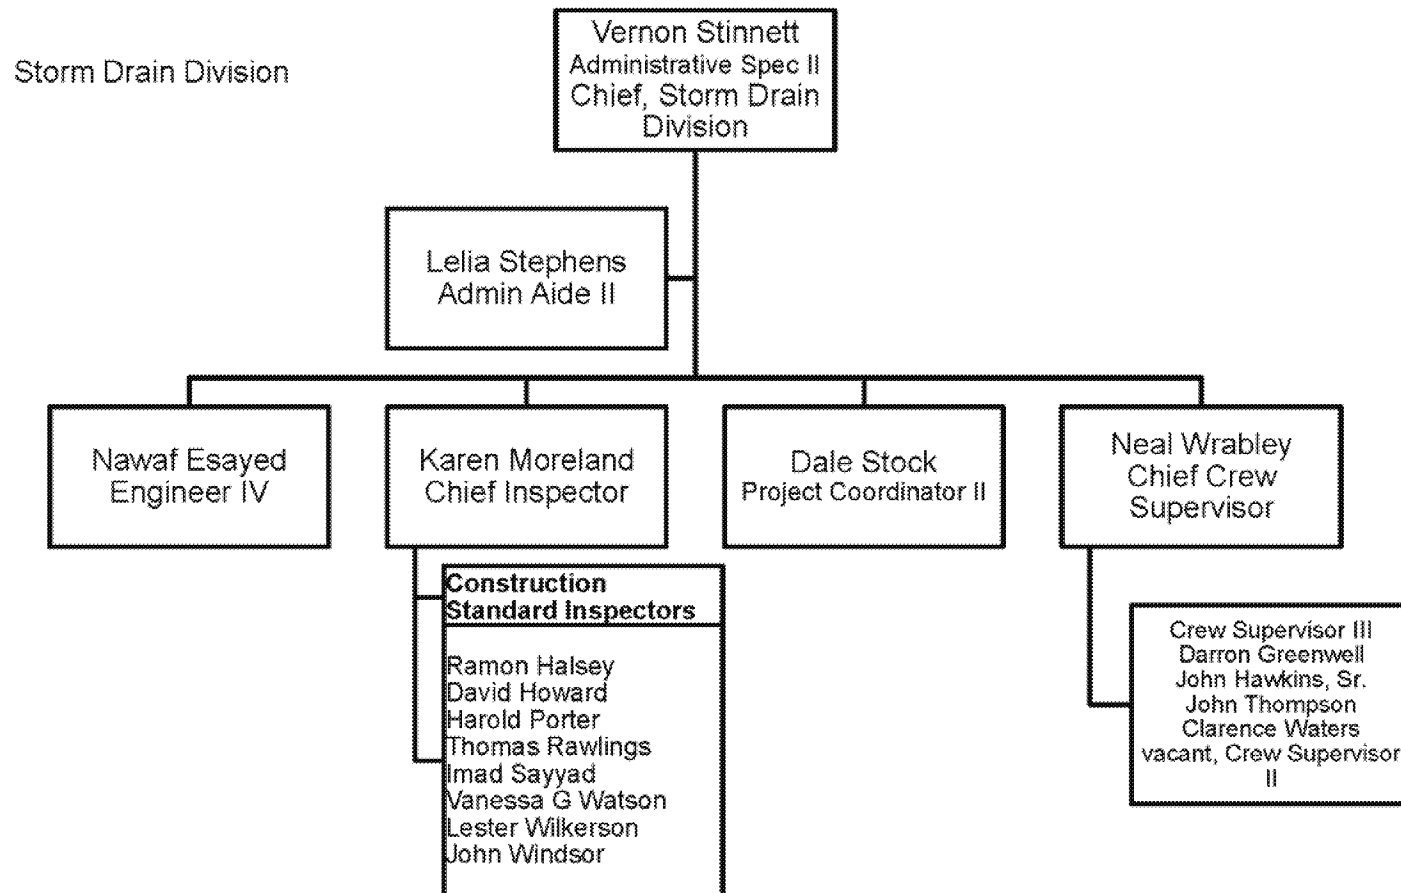 Storm Drain Division
Vernon Stinnett
Administrative Spec II
Chief, Storm Drain
Division
Lelia Stephens
Admin Aide II
Nawaf Esayed
Engineer IV
Karen Moreland
Chief Inspector
Dale Stock
Project Coordinator II
Neal Wrabley
Chief Crew
Supervisor
Construction
Standard Inspectors
Ramon Halsey
David Howard
Harold Porter
Thomas Rawlings
Imad Sayyad
Vanessa G Watson
Lester Wilkerson
John Windsor
Crew Supervisor III
Darron Greenwell
John Hawkins, Sr.
John Thompson
Clarence Waters
vacant, Crew Supervisor
II